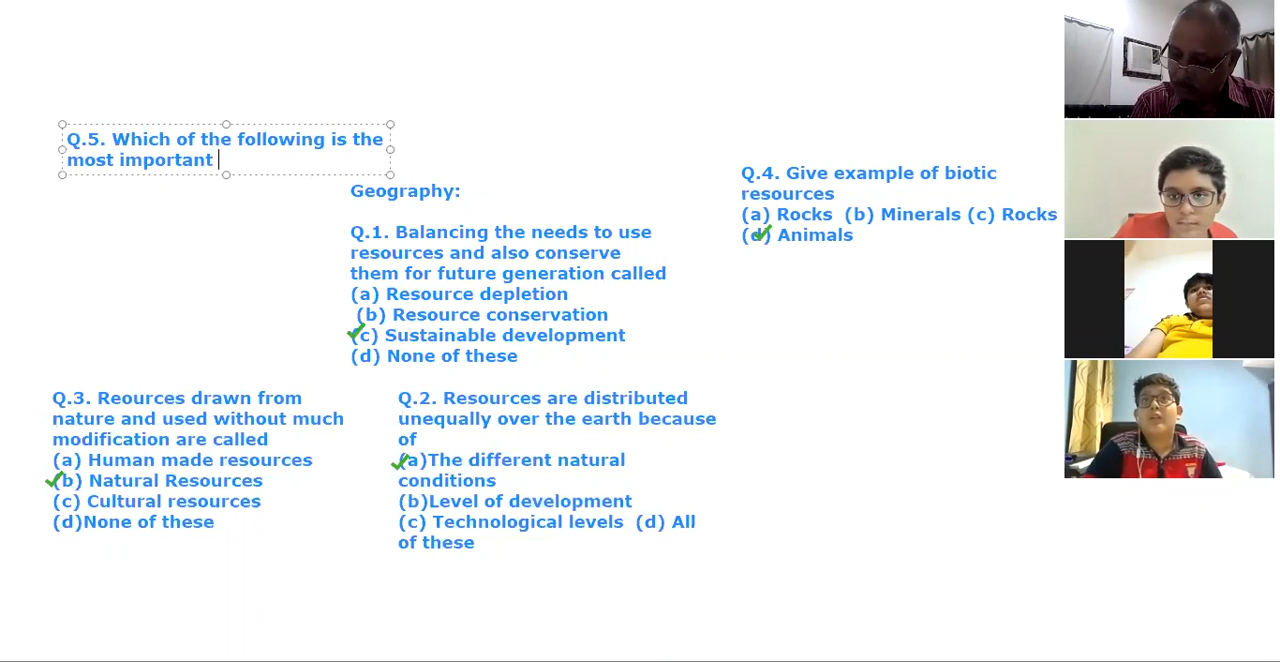 Q.5. Which of the following is the
most important
Geography:
Q.1. Balancing the needs to use
resources and also conserve
them for future generation called
(a) Resource depletion
(b) Resource conservation
(c) Sustainable development
(d) None of these
Q.4. Give example of biotic
resources
(a) Rocks  (b) Minerals (c) Rocks
(d) Animals
Q.3. Reources drawn from
nature and used without much
modification are called
(a) Human made resources
(b) Natural Resources
(c) Cultural resources
(d)None of these
Q.2. Resources are distributed
unequally over the earth because
of
(a)The different natural
conditions
(b)Level of development
(c) Technological levels  (d) All
of these